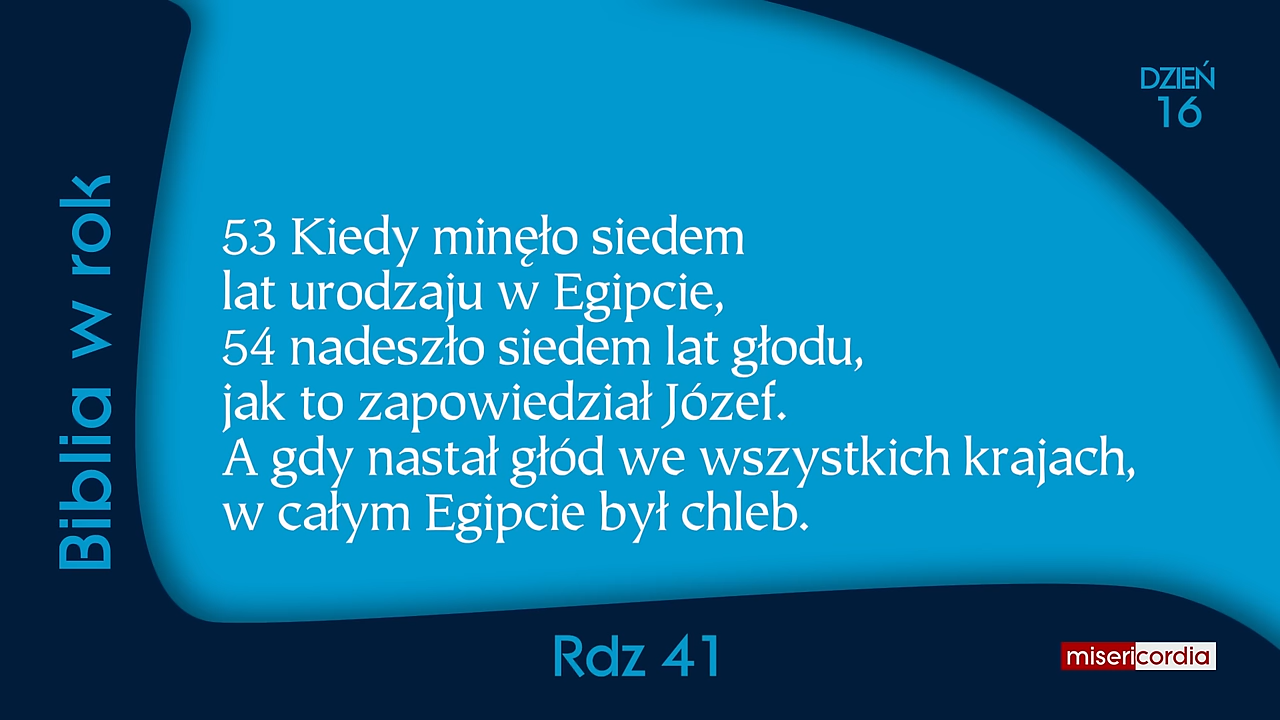 DZIEŃ
16
Biblia w rok
53 Kiedy minęło siedem
lat urodzaju w Egipcie,
54 nadeszło siedem lat głodu,
jak to zapowiedział Józef.
A gdy nastał głód we wszystkich krajach,
w całym Egipcie był chleb.
Rdz 41
misericordia